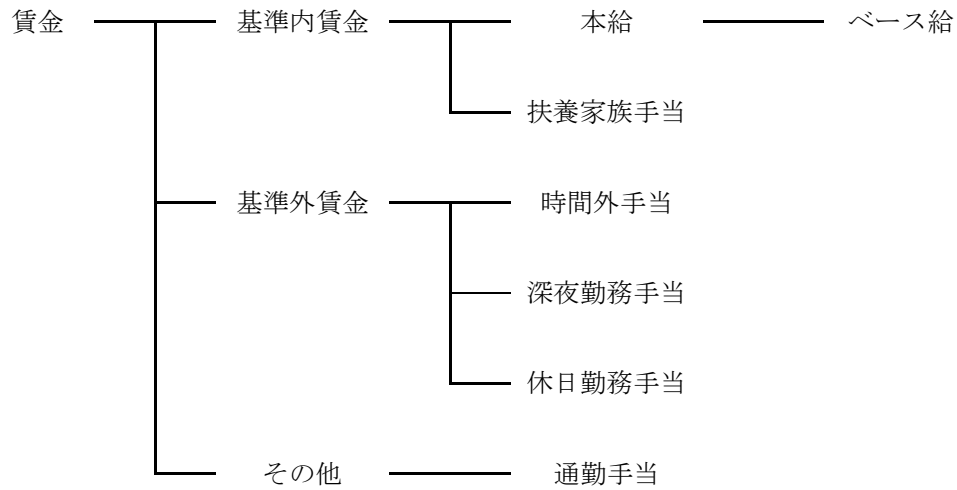 賃金 基準内賃金 本給 ベース給
扶養家族手当
基準外賃金 時間外手当
深夜勤務手当
休日勤務手当
その他 通勤手当